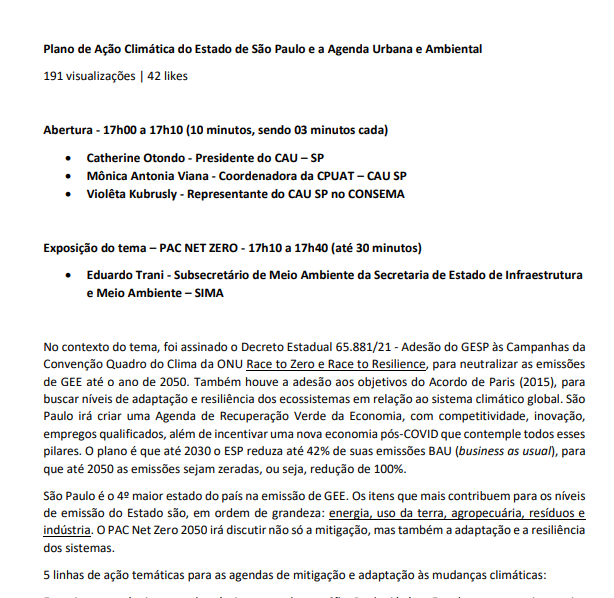 Plano de Ação Climática do Estado de São Paulo e a Agenda Urbana e Ambiental
191 visualizações | 42 likes
Abertura - 17h00 a 17h10 (10 minutos, sendo 03 minutos cada)
• Catherine Otondo - Presidente do CAU – SP
• Mônica Antonia Viana - Coordenadora da CPUAT – CAU SP
• Violêta Kubrusly - Representante do CAU SP no CONSEMA
Exposição do tema – PAC NET ZERO - 17h10 a 17h40 (até 30 minutos)
• Eduardo Trani - Subsecretário de Meio Ambiente da Secretaria de Estado de Infraestrutura
e Meio Ambiente – SIMA
No contexto do tema, foi assinado o Decreto Estadual 65.881/21 - Adesão do GESP às Campanhas da
Convenção Quadro do Clima da ONU Race to Zero e Race to Resilience, para neutralizar as emissões
de GEE até o ano de 2050. Também houve a adesão aos objetivos do Acordo de Paris (2015), para
buscar níveis de adaptação e resiliência dos ecossistemas em relação ao sistema climático global. São
Paulo irá criar uma Agenda de Recuperação Verde da Economia, com competitividade, inovação,
empregos qualificados, além de incentivar uma nova economia pós-COVID que contemple todos esses
pilares. O plano é que até 2030 o ESP reduza até 42% de suas emissões BAU (business as usual), para
que até 2050 as emissões sejam zeradas, ou seja, redução de 100%.
São Paulo é o 4º maior estado do país na emissão de GEE. Os itens que mais contribuem para os níveis
de emissão do Estado são, em ordem de grandeza: energia, uso da terra, agropecuária, resíduos e
indústria. O PAC Net Zero 2050 irá discutir não só a mitigação, mas também a adaptação e a resiliência
dos sistemas.
5 linhas de ação temáticas para as agendas de mitigação e adaptação às mudanças climáticas: